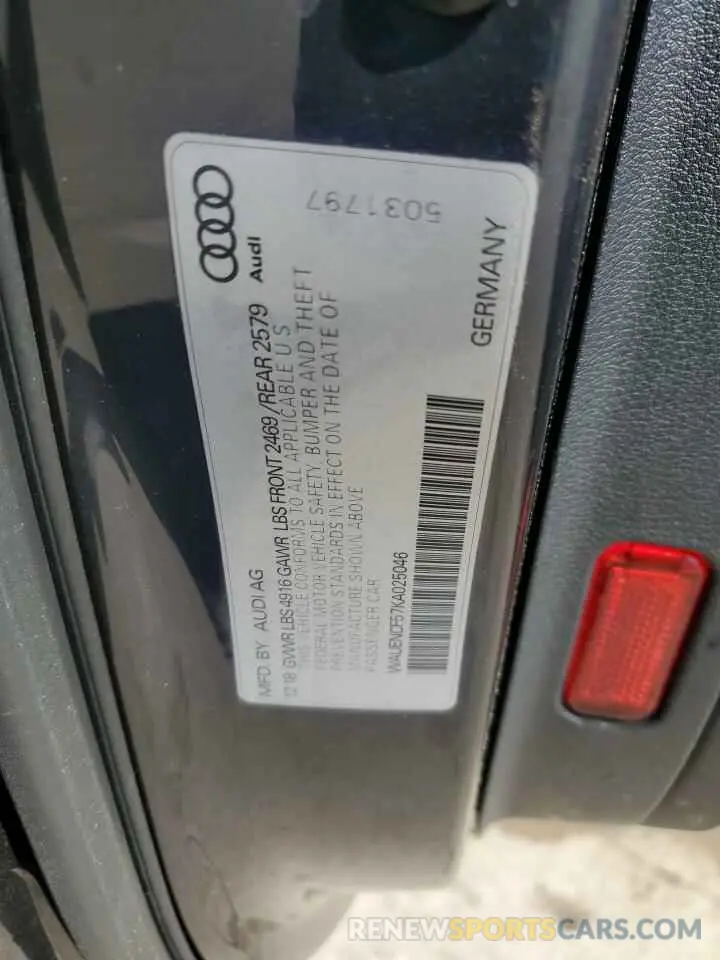 Audi
5031797
MFD. BY AUDI AG
12 18 GVWR LBS 4916 GAWR LBS FRONT 2469/REAR 2579
THIS VEHICLE CONFORMS TO ALL APPLICABLE U S
FEDERAL MOTOR VEHICLE SAFETY, BUMPER AND THEFT
PREVENTION STANDARDS IN EFFECT ON THE DATE OF
MANUFACTURE SHOWN ABOVE
PASSENGER CAR
WAUENCF57KA025046
GERMANY
RENEWSPORTSCARS.COM